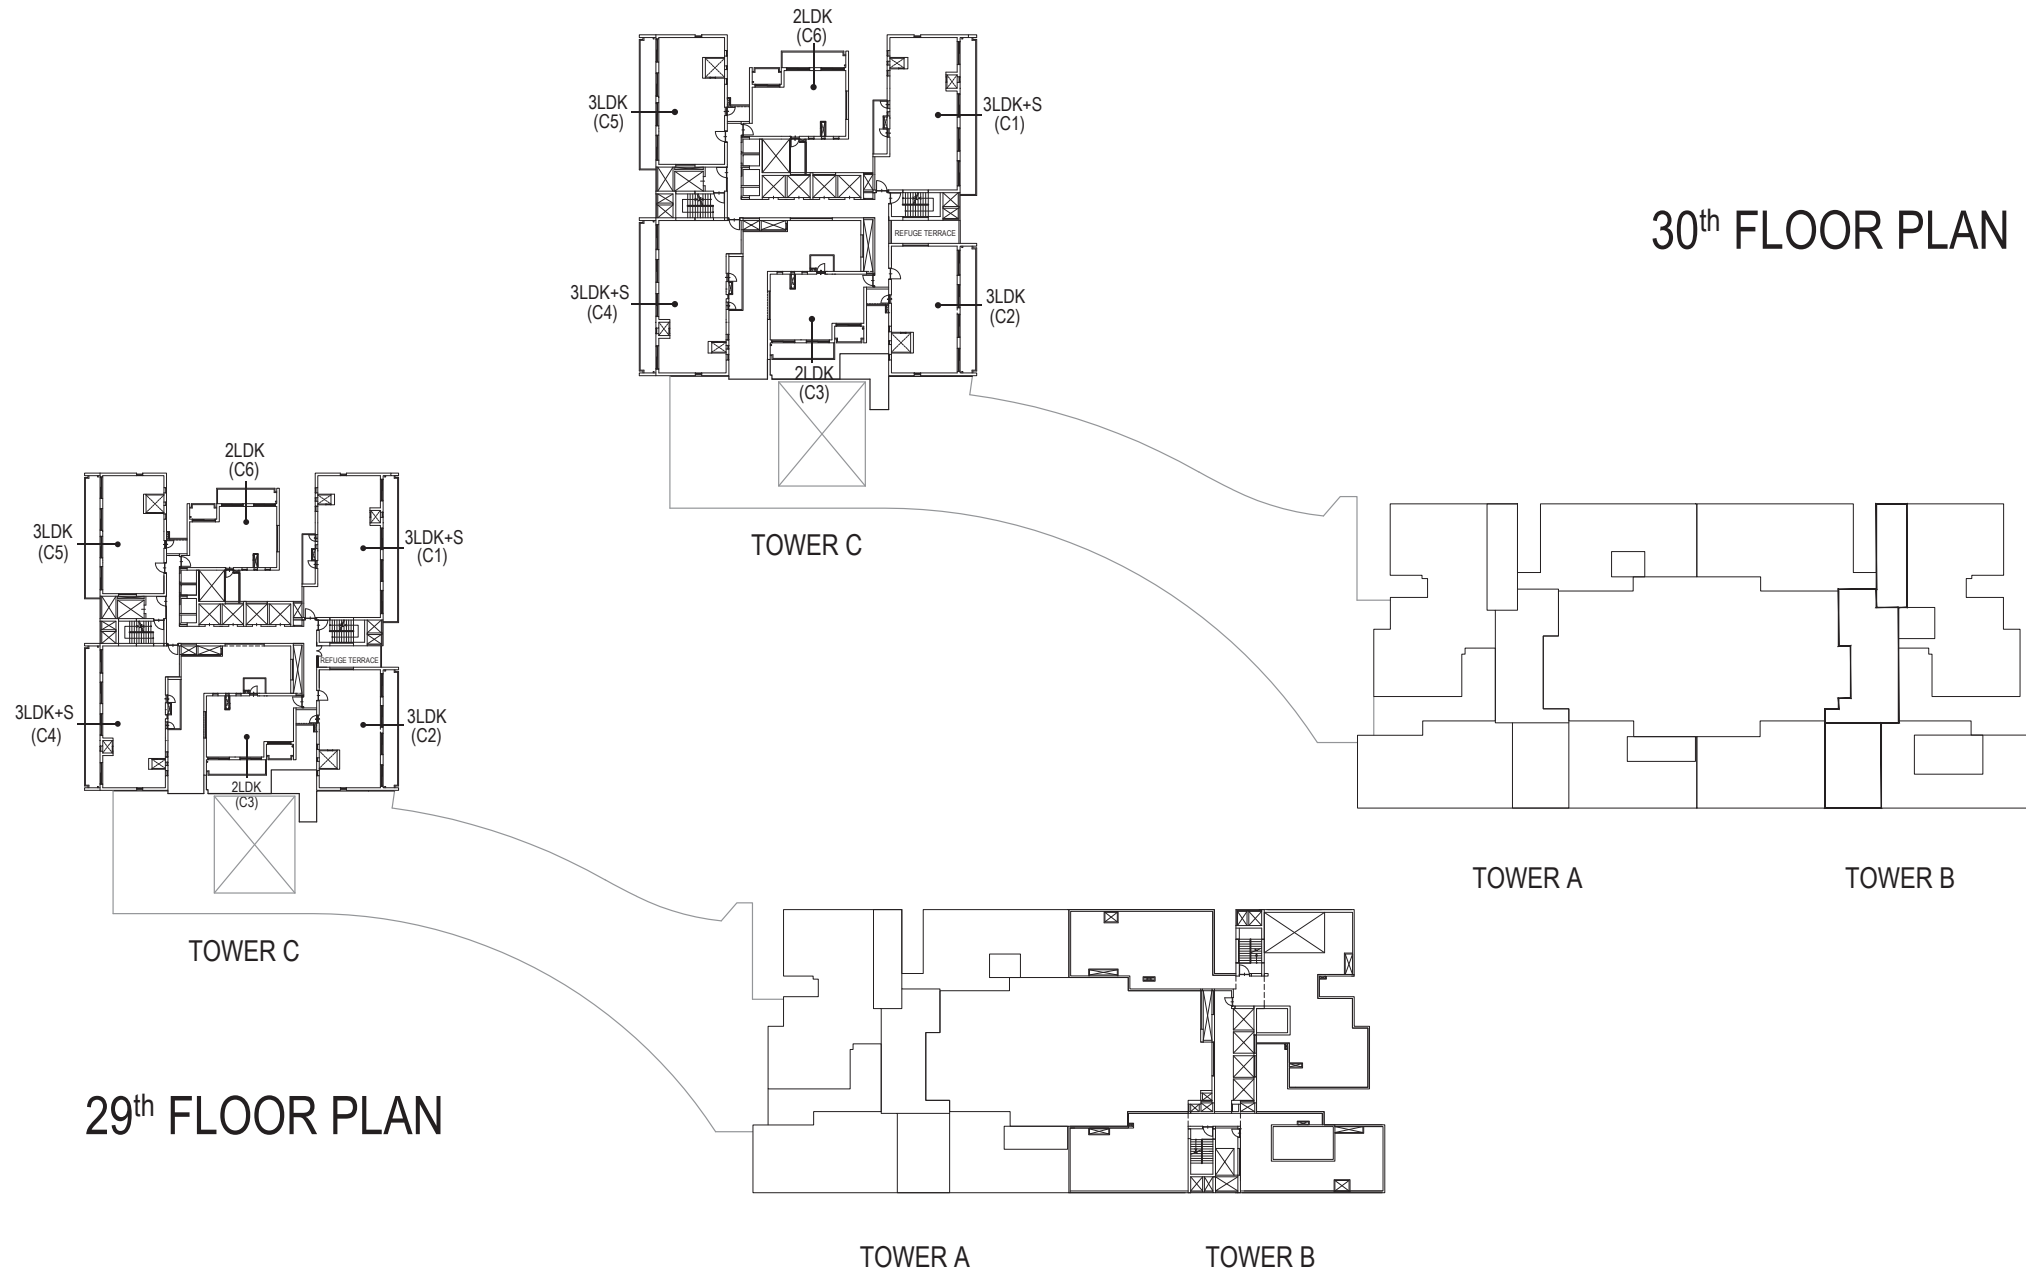 2LDK
(C6)
3LDK
(C5)
3LDK+S
(C1)
30th FLOOR PLAN
REFUGE TERRACE
3LDK+S
(C4)
3LDK
(C2)
2LDK
(C3)
TOWER C
TOWER A
TOWER B
2LDK
(C6)
3LDK
(C5)
3LDK+S
(C1)
REFUGE TERRACE
3LDK+S
(C4)
3LDK
(C2)
2LDK
(C3)
TOWER C
29th FLOOR PLAN
TOWER A
TOWER B